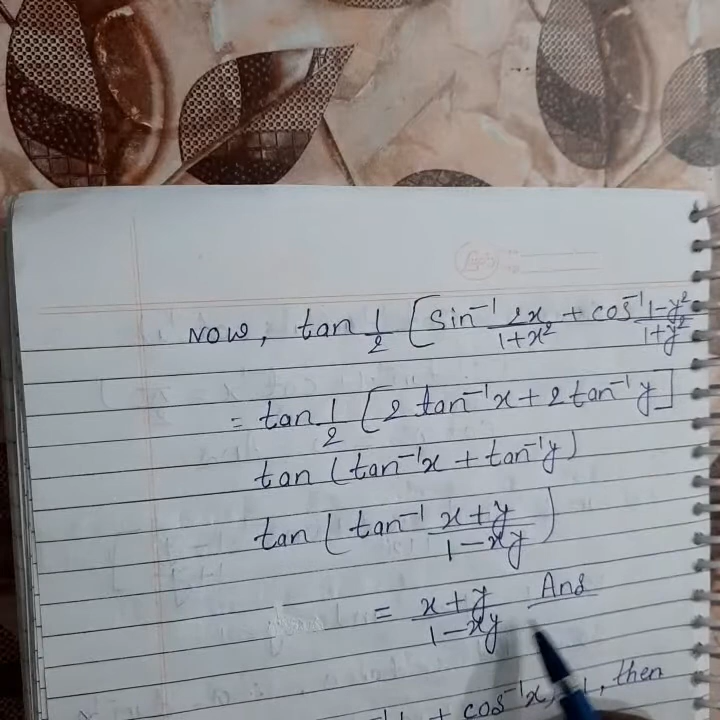 Now, tan 1/2 [sin⁻¹ 2x/1+x² + cos⁻¹ 1-y²/1+y²
= tan 1/2 [2 tan⁻¹x + 2 tan⁻¹y]
tan (tan⁻¹x + tan⁻¹y)
tan (tan⁻¹ x+y/1-xy)
= x+y/1-xy Ans
+ cos⁻¹x, then